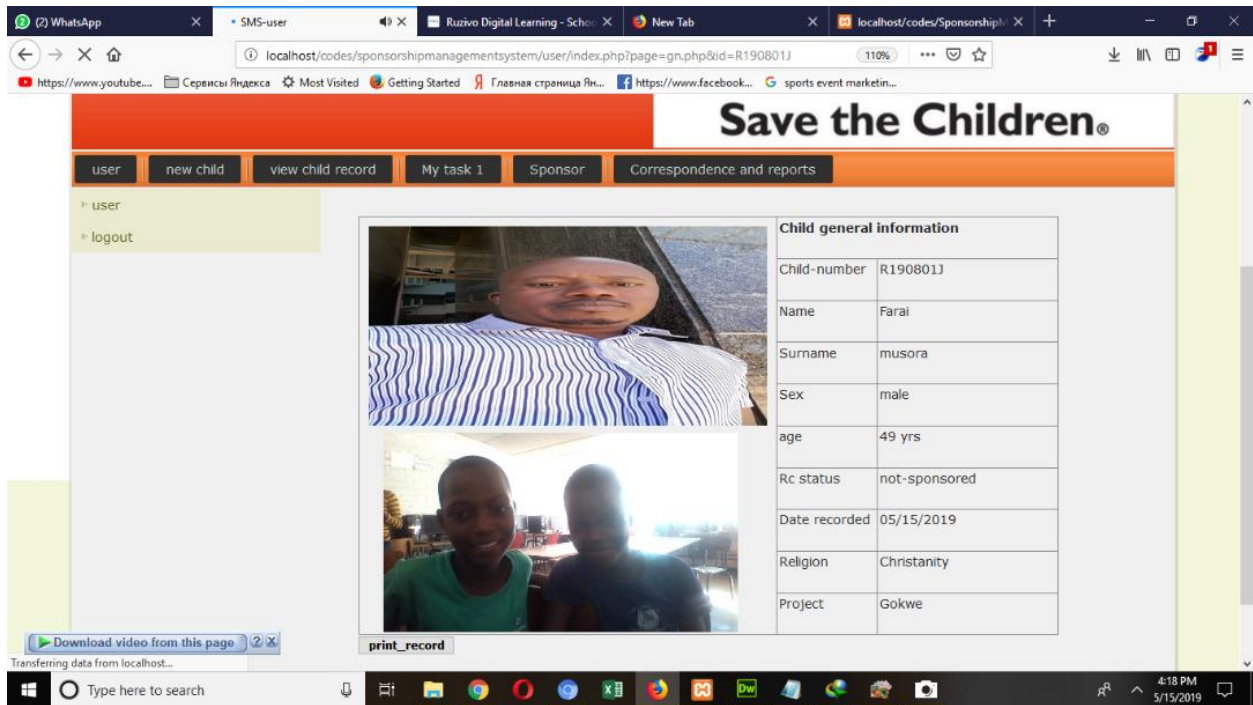 (2) WhatsApp
SMS-user
Ruzivo Digital Learning - Schoo
New Tab
localhost/codes/SponsorshipM
localhost/codes/sponsorshipmanagementsystem/user/index.php?page=gn.php&id=R190801J
110%
1
https://www.youtube....
Сервисы Яндекса
Most Visited
Getting Started
Главная страница Ян...
https://www.facebook...
sports event marketin...
Save the Children®
user
new child
view child record
My task 1
Sponsor
Correspondence and reports
user
logout
Child general information
Child-number R190801J
Name Farai
Surname musora
Sex male
age 49 yrs
Rc status not-sponsored
Date recorded 05/15/2019
Religion Christanity
Project Gokwe
print_record
Download video from this page ? X
Transferring data from localhost...
Type here to search
4:18 PM
5/15/2019